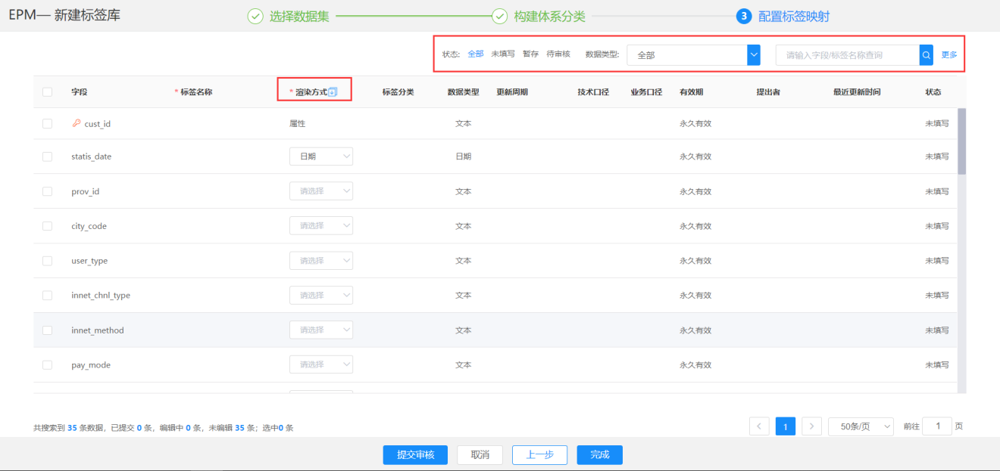 EPM— 新建标签库
选择数据集
构建体系分类
3 配置标签映射
状态: 全部 未填写 暂存 待审核 数据类型: 全部 请输入字段/标签名称查询 更多
字段 * 标签名称 * 渲染方式 标签分类 数据类型 更新周期 技术口径 业务口径 有效期 提出者 最近更新时间 状态
cust_id 属性 文本 永久有效 未填写
statis_date 日期 日期 永久有效 未填写
prov_id 请选择 文本 永久有效 未填写
city_code 请选择 文本 永久有效 未填写
user_type 请选择 文本 永久有效 未填写
innet_chnl_type 请选择 文本 永久有效 未填写
innet_method 请选择 文本 永久有效 未填写
pay_mode 请选择 文本 永久有效 未填写
共搜索到 35 条数据, 已提交 0 条, 编辑中 0 条, 未编辑 35 条; 选中0 条
1 50条/页 前往 1 页
提交审核 取消 上一步 完成